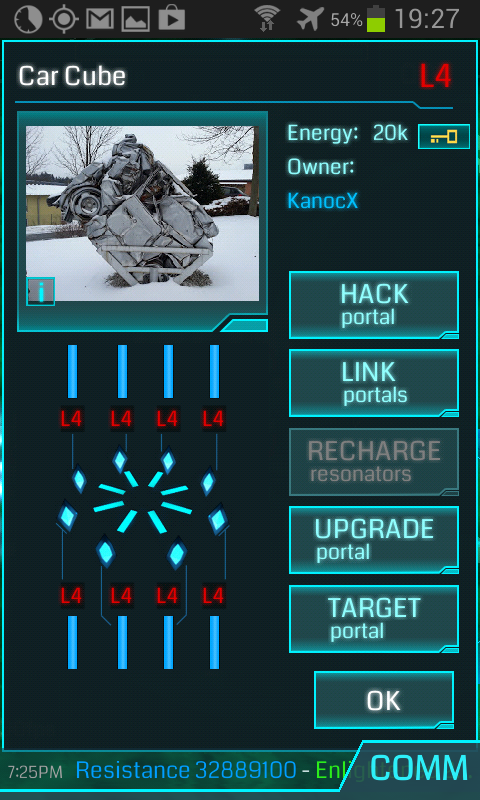 54% 19:27
Car Cube L4
Energy: 20k
Owner:
KanocX
i
HACK
portal
LINK
portals
L4 L4 L4 L4
RECHARGE
resonators
UPGRADE
portal
L4 L4 L4 L4
TARGET
portal
OK
7:25PM Resistance 32889100 -
COMM